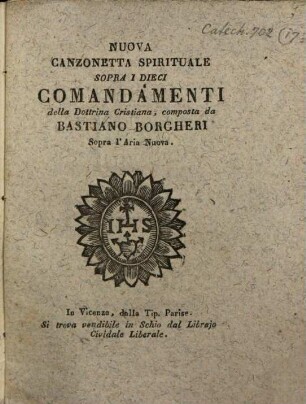 Catech. 702 (17
NUOVA
CANZONETTA SPIRITUALE
SOPRA I DIECI
COMANDAMENTI
della Dottrina Cristiana, composta da
BASTIANO BORGHERI
Sopra l'Aria Nuova.
IHS
In Vicenza, dalla Tip. Parise.
Si trova vendibile in Schio dal Librajo
Cividale Liberale.